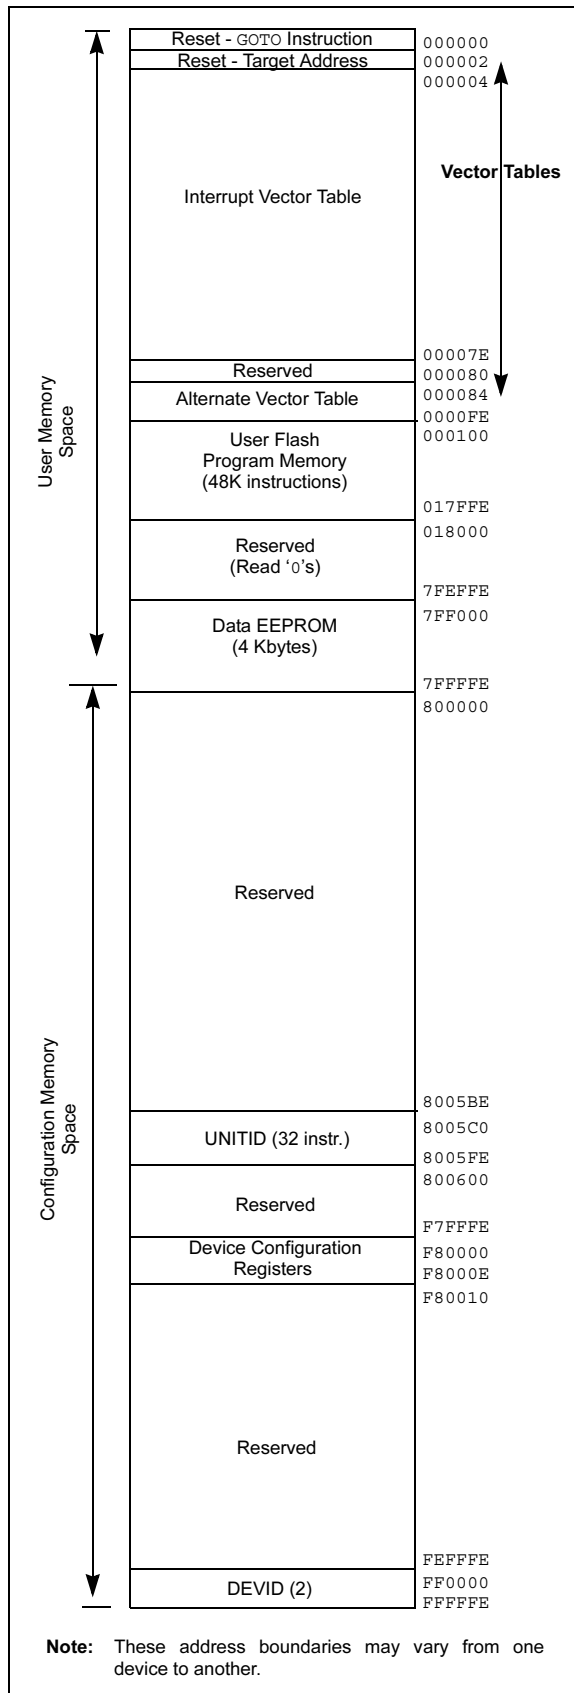 Reset - GOTO Instruction
000000
Reset - Target Address
000002
000004
Vector Tables
Interrupt Vector Table
00007E
Reserved
000080
000084
Alternate Vector Table
0000FE
User Flash
000100
Program Memory
(48K instructions)
017FFE
018000
Reserved
(Read ‘0’s)
7FEFFE
7FF000
Data EEPROM
(4 Kbytes)
7FFFFE
800000
User Memory
Space
Reserved
8005BE
UNITID (32 instr.)
8005C0
8005FE
800600
Reserved
F7FFFE
Device Configuration
F80000
Registers
F8000E
F80010
Configuration Memory
Space
Reserved
FEFFFE
DEVID (2)
FF0000
FFFFFE
Note: These address boundaries may vary from one
device to another.